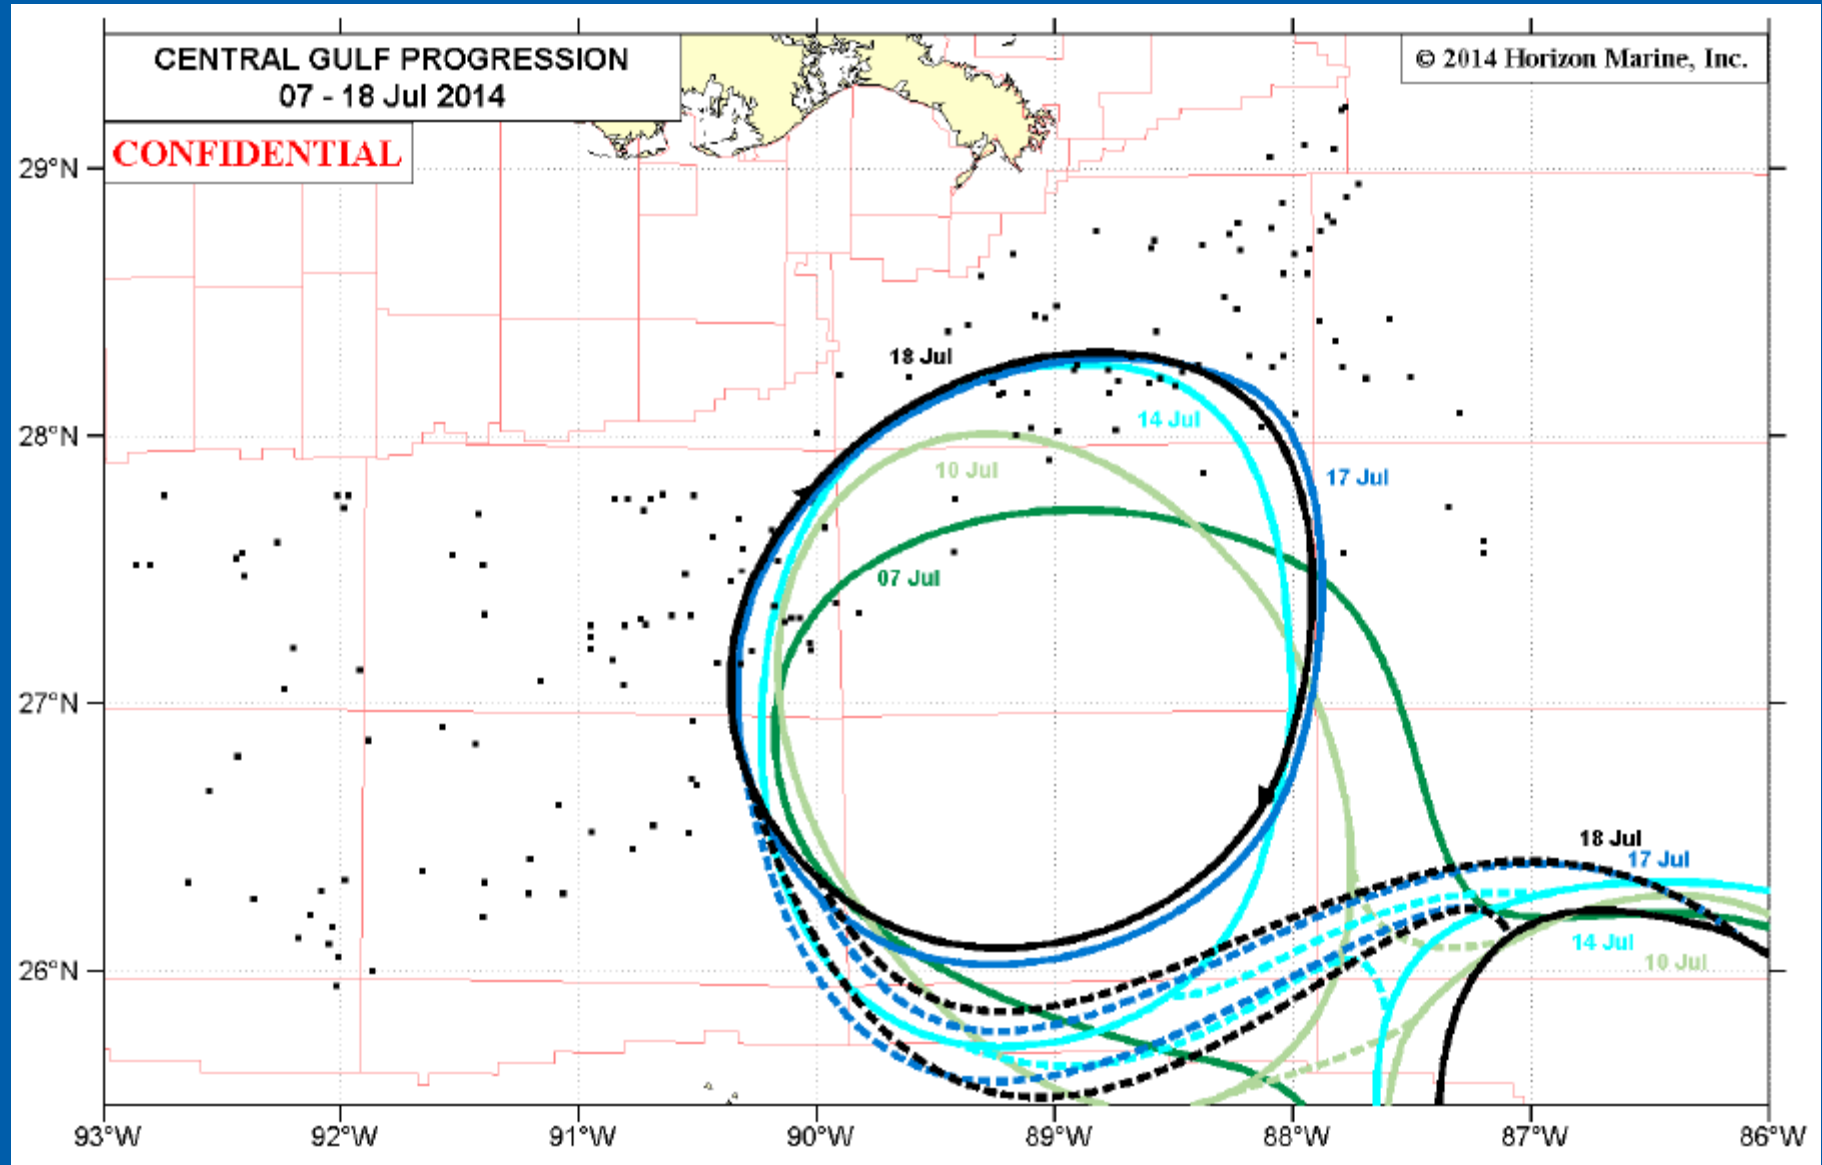 CENTRAL GULF PROGRESSION
07 - 18 Jul 2014
© 2014 Horizon Marine, Inc.
CONFIDENTIAL
29°N
18 Jul
14 Jul
28°N
10 Jul
17 Jul
07 Jul
27°N
18 Jul
17 Jul
14 Jul
10 Jul
26°N
93°W 92°W 91°W 90°W 89°W 88°W 87°W 86°W